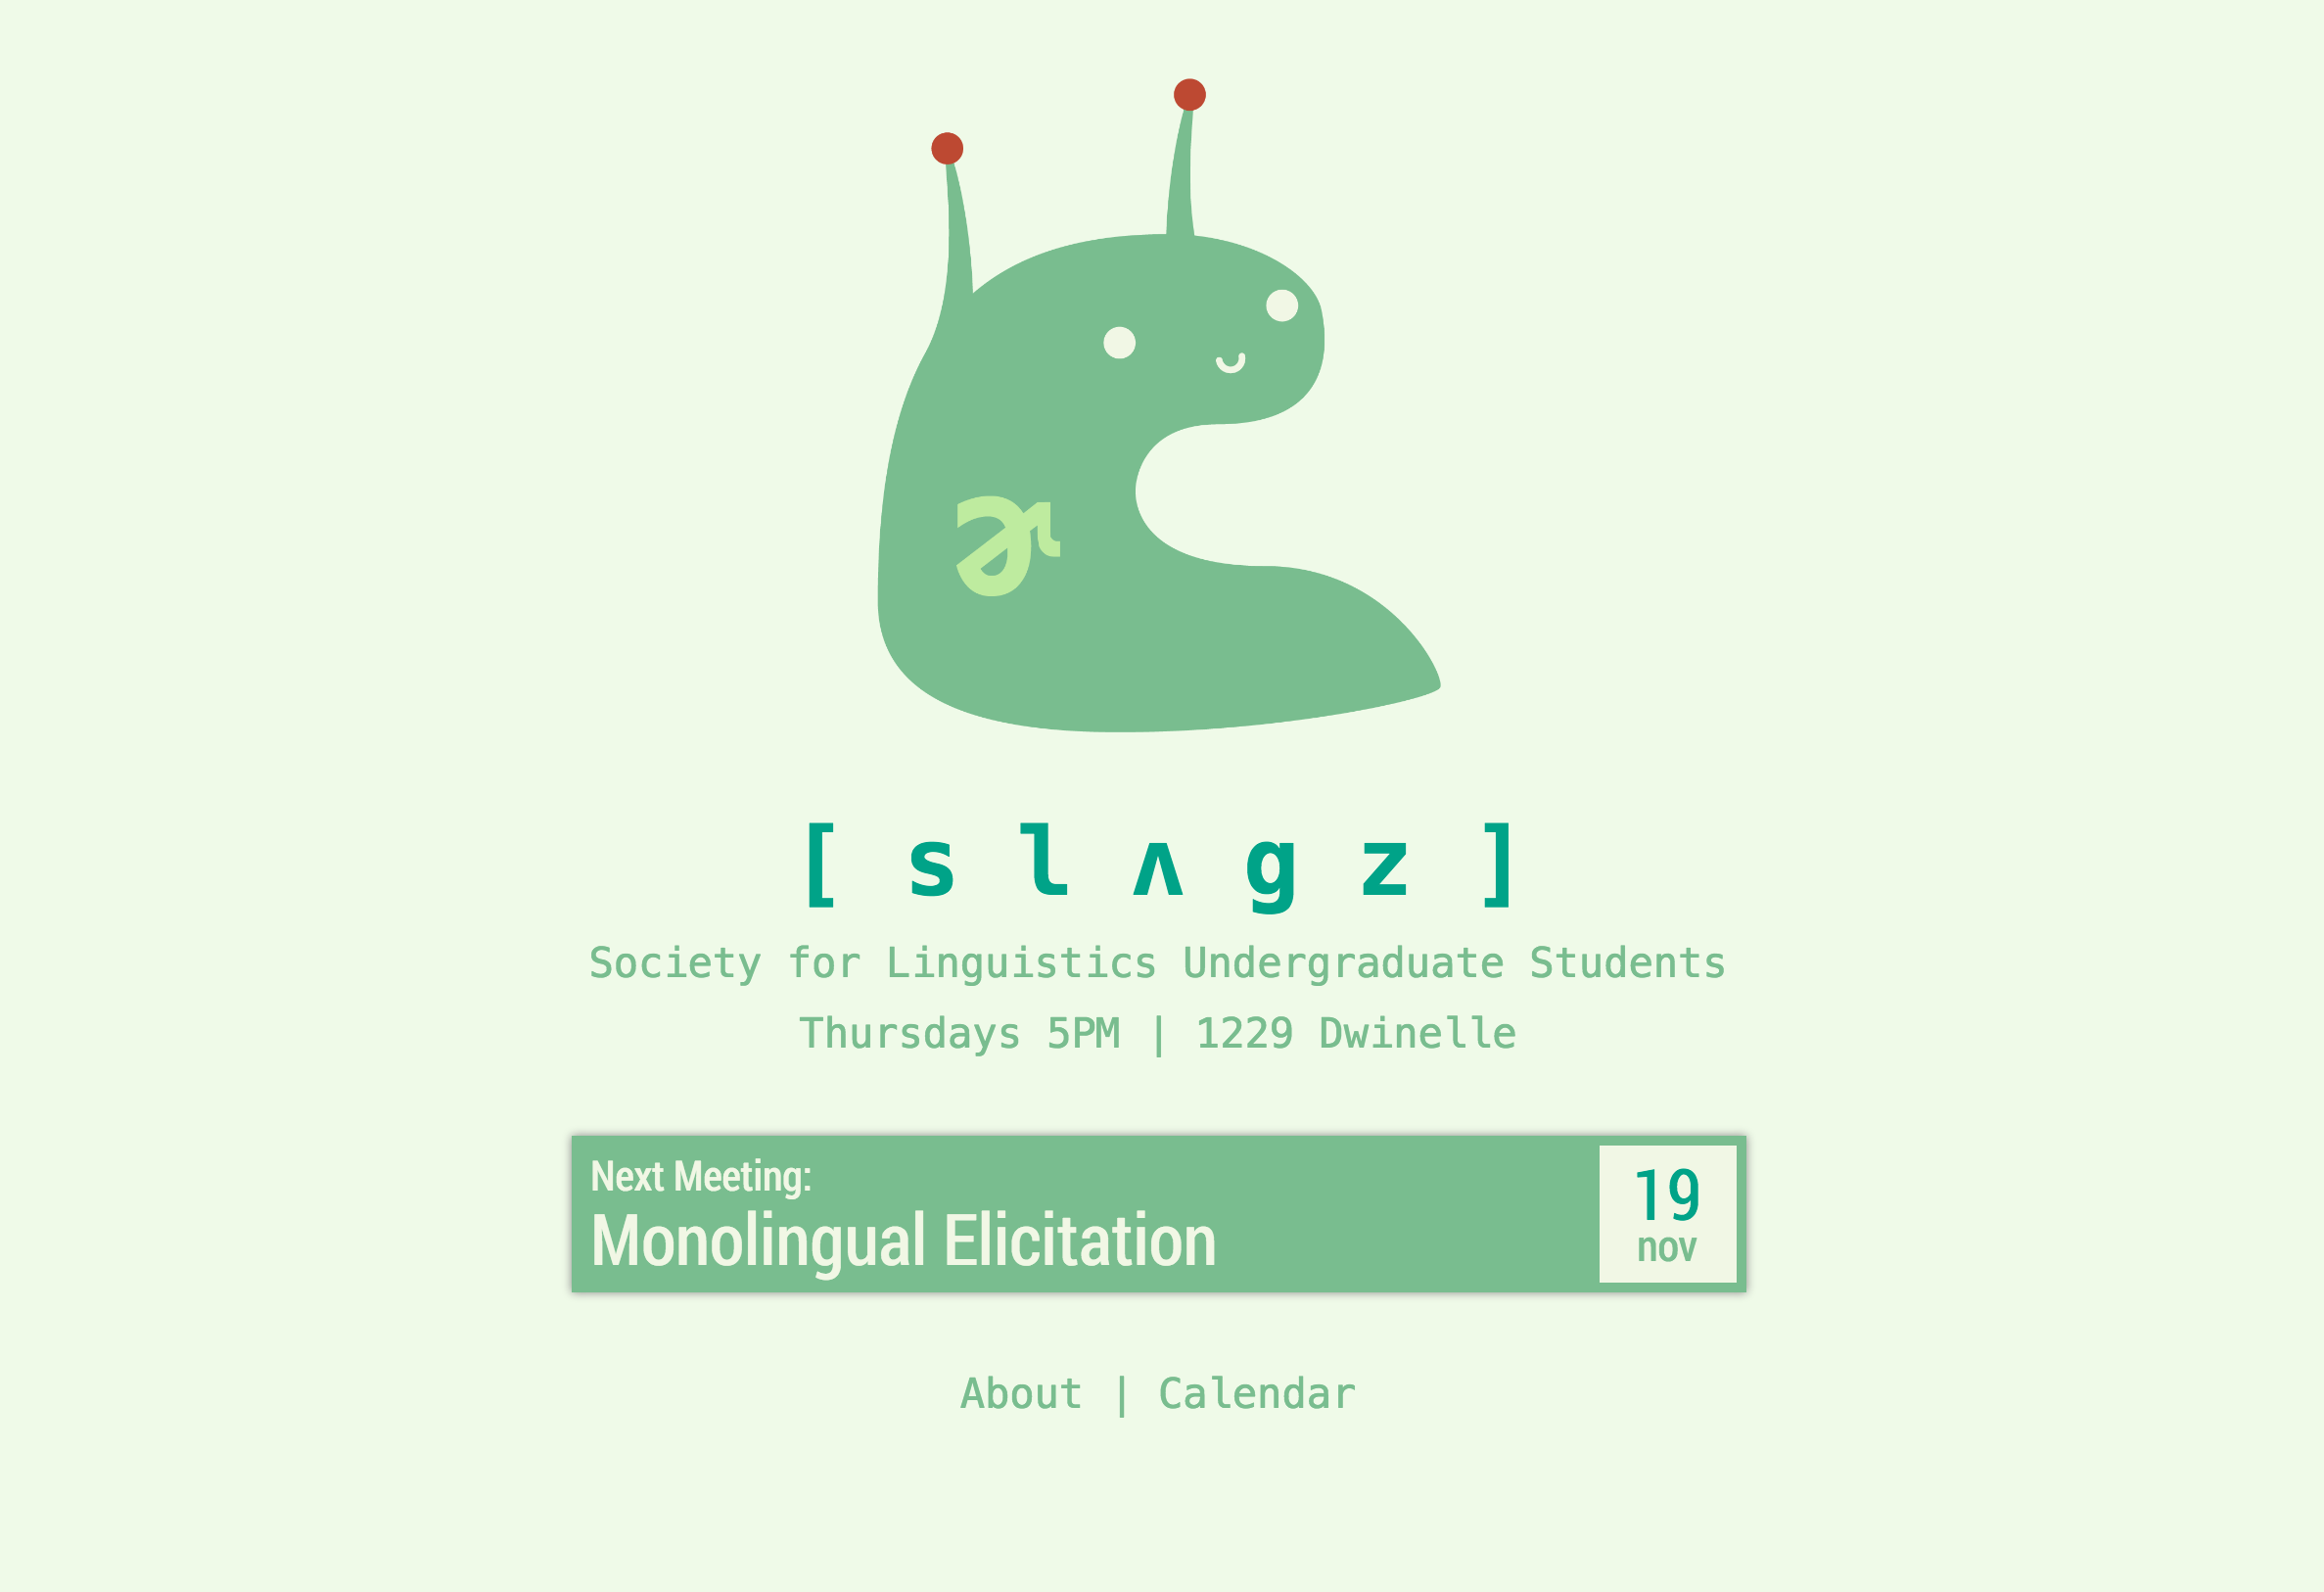 ɚ
[ s l ʌ g z ]
Society for Linguistics Undergraduate Students
Thursdays 5PM | 1229 Dwinelle
Next Meeting:
Monolingual Elicitation
19
nov
About | Calendar